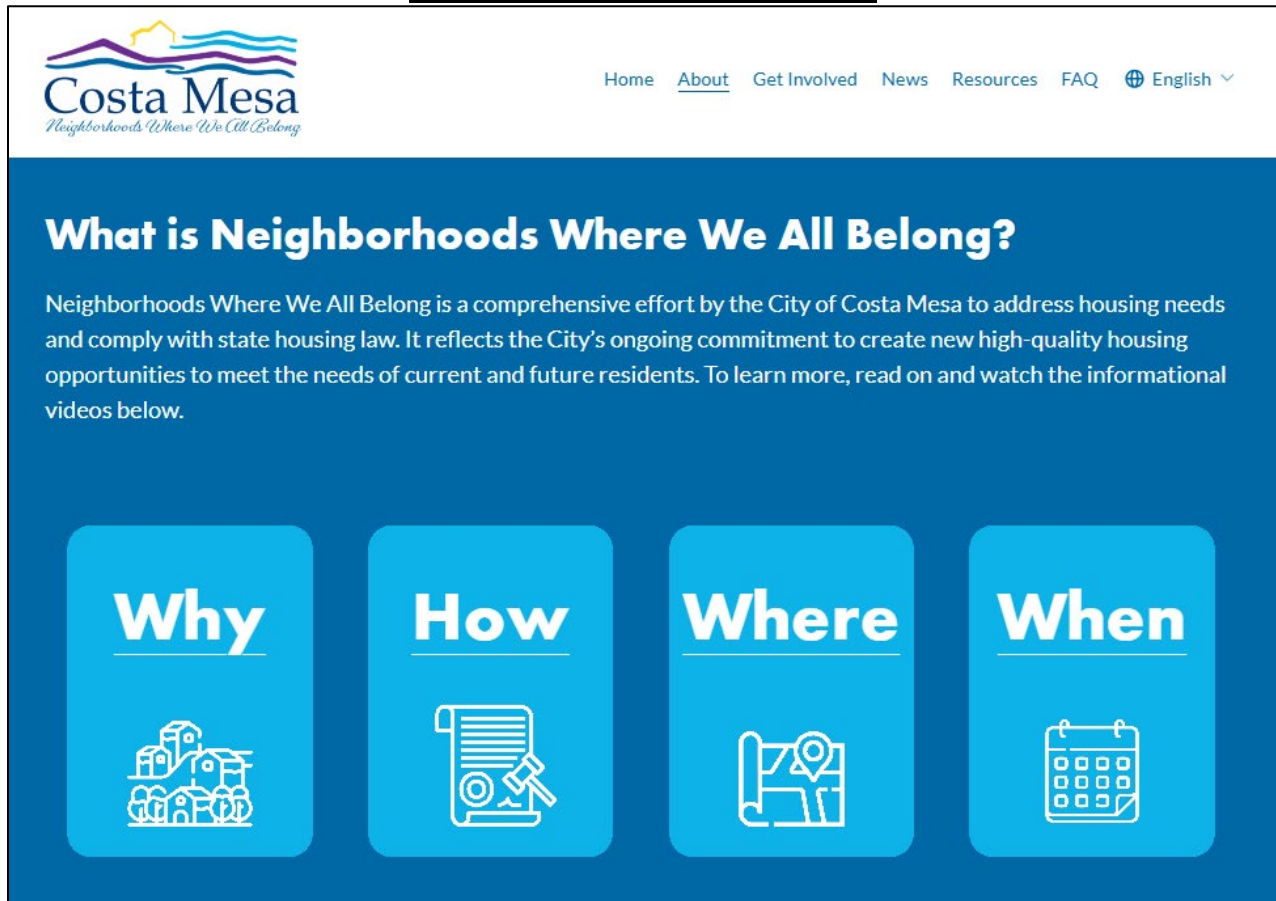 Costa Mesa
Neighborhoods Where We All Belong
Home About Get Involved News Resources FAQ English
What is Neighborhoods Where We All Belong?
Neighborhoods Where We All Belong is a comprehensive effort by the City of Costa Mesa to address housing needs
and comply with state housing law. It reflects the City’s ongoing commitment to create new high-quality housing
opportunities to meet the needs of current and future residents. To learn more, read on and watch the informational
videos below.
Why How Where When